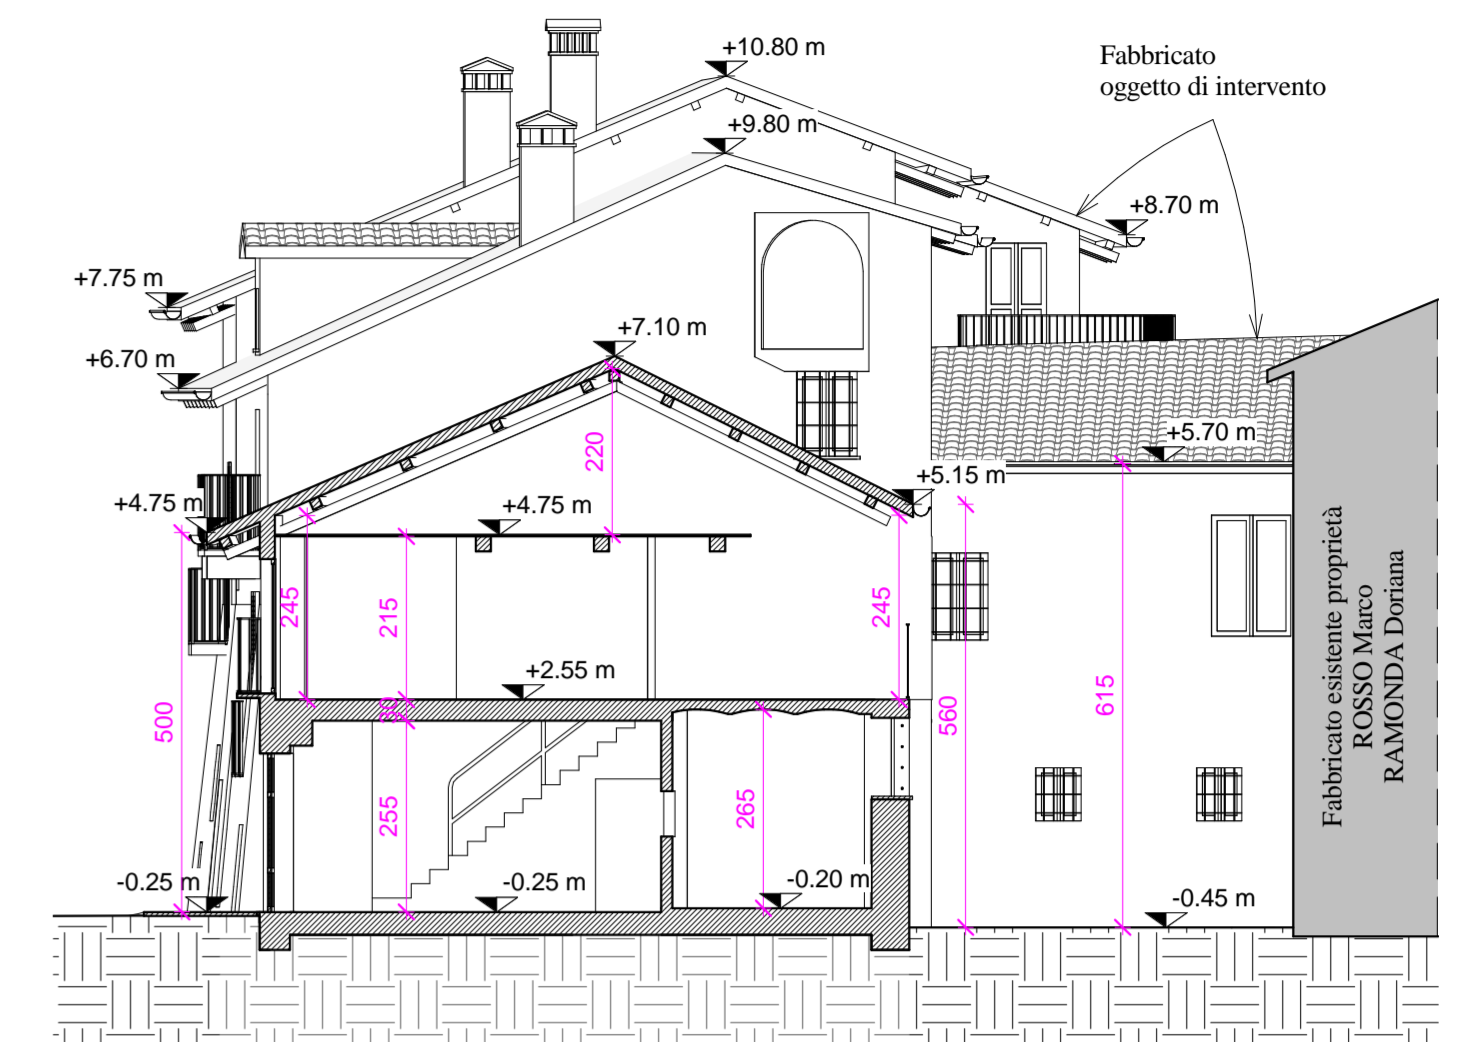 +10.80 m
Fabbricato
oggetto di intervento
+9.80 m
+8.70 m
+7.75 m
+7.10 m
+6.70 m
+5.70 m
220
+5.15 m
+4.75 m
+4.75 m
245
215
245
+2.55 m
500
30
560
615
255
265
-0.25 m
-0.25 m
-0.20 m
-0.45 m
Fabbricato esistente proprietà
ROSSO Marco
RAMONDA Doriana